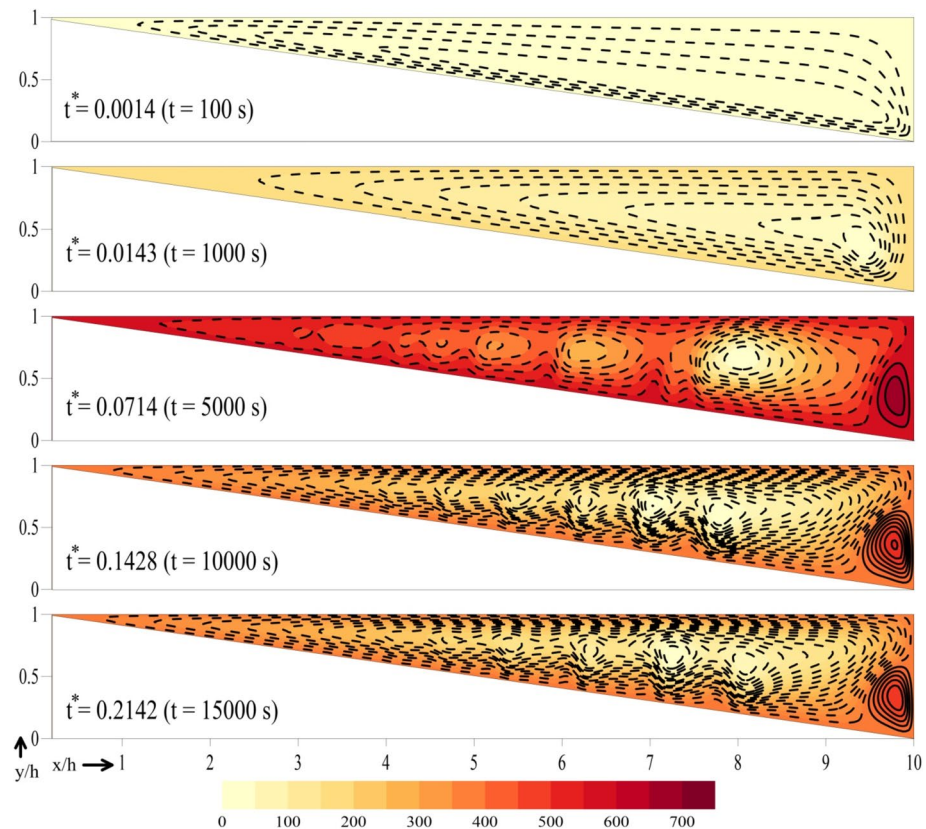 1
0.5
t* = 0.0014 (t = 100 s)
0
1
0.5
t* = 0.0143 (t = 1000 s)
0
1
0.5
t* = 0.0714 (t = 5000 s)
0
1
0.5
t* = 0.1428 (t = 10000 s)
0
1
0.5
t* = 0.2142 (t = 15000 s)
0
y/h x/h 1 2 3 4 5 6 7 8 9 10
0 100 200 300 400 500 600 700